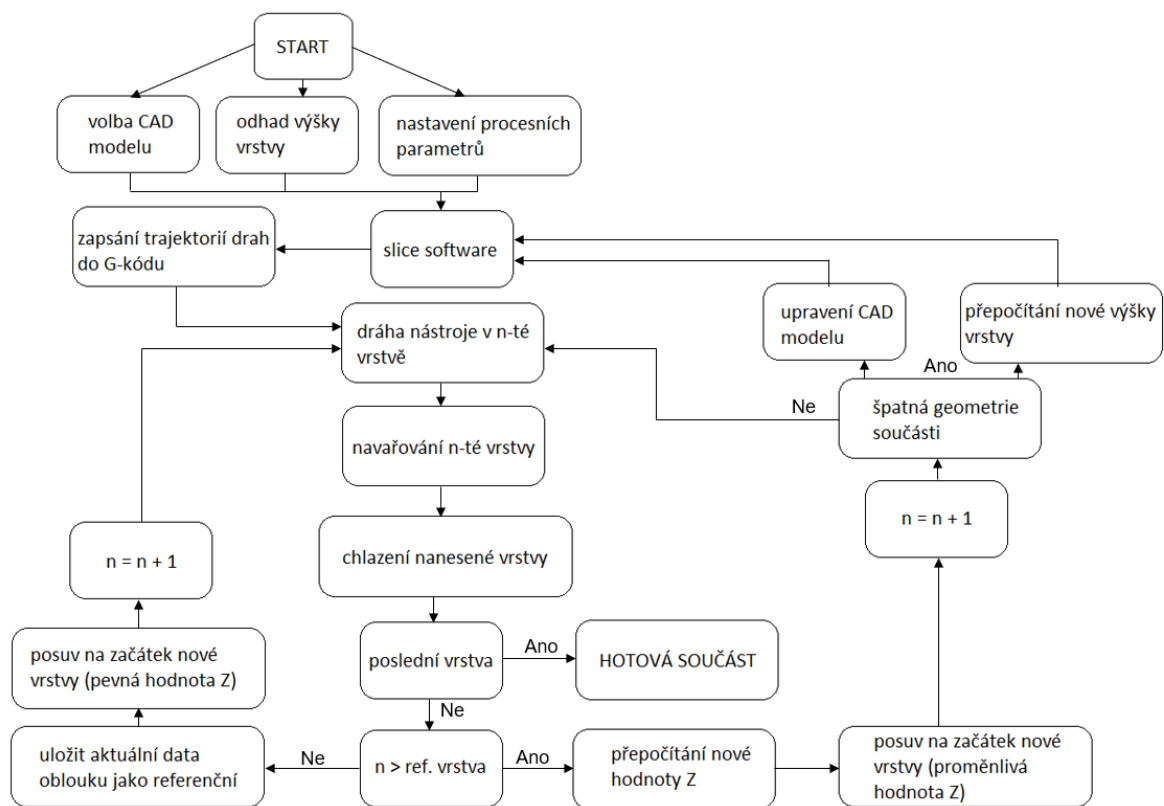 START
volba CAD
modelu
odhad výšky
vrstvy
nastavení procesních
parametrů
zapsání trajektorií drah
do G-kódu
slice software
upravení CAD
modelu
přepočítání nové výšky
vrstvy
dráha nástroje v n-té
vrstvě
Ano
Ne
špatná geometrie
součásti
navařování n-té vrstvy
n = n + 1
n = n + 1
chlazení nanesené vrstvy
posuv na začátek nové
vrstvy (pevná hodnota Z)
poslední vrstva
Ano
HOTOVÁ SOUČÁST
Ne
uložit aktuální data
oblouku jako referenční
Ne
n > ref. vrstva
Ano
přepočítání nové
hodnoty Z
posuv na začátek nové
vrstvy (proměnlivá
hodnota Z)